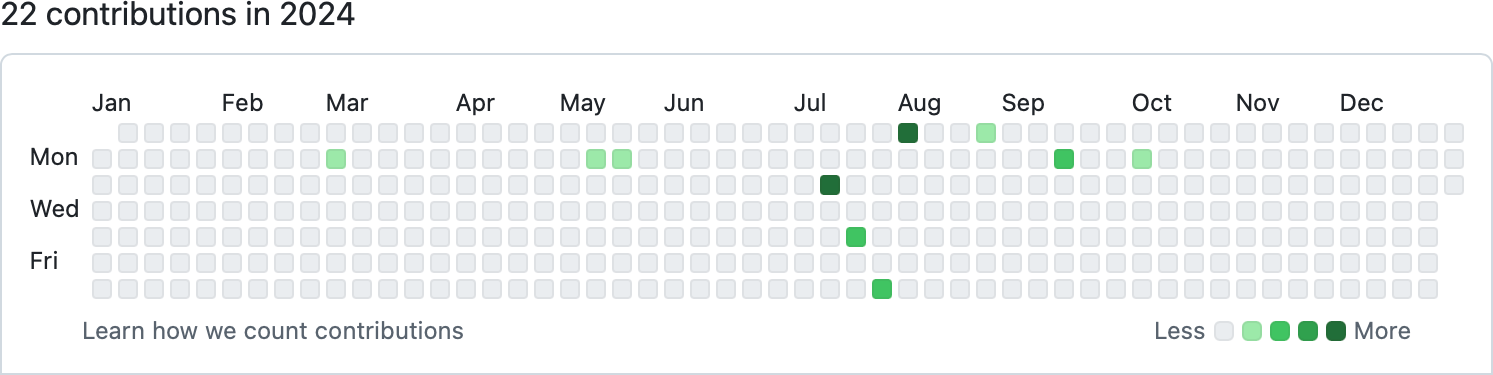 22 contributions in 2024
Jan Feb Mar Apr May Jun Jul Aug Sep Oct Nov Dec
Mon
Wed
Fri
Learn how we count contributions Less More